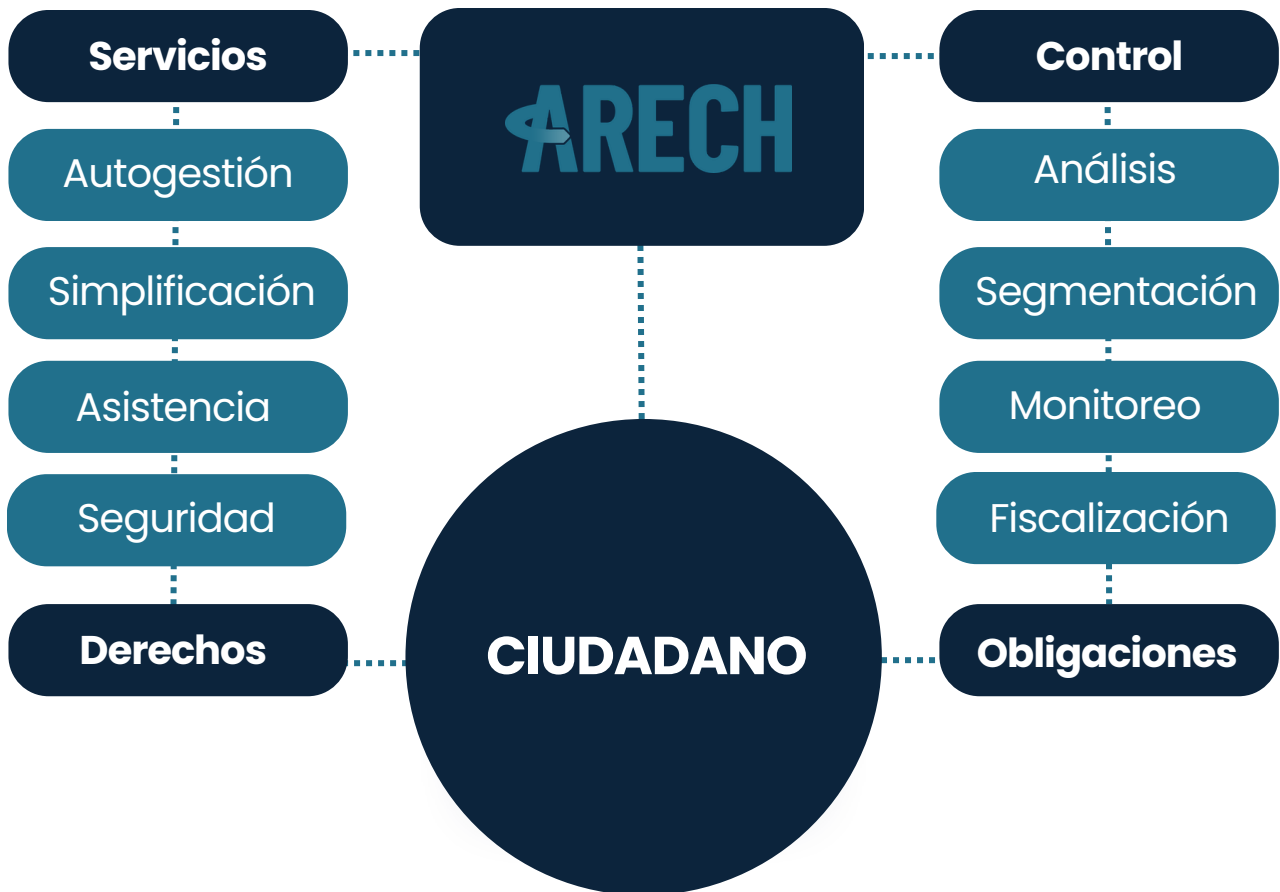 Servicios
Autogestión
Simplificación
Asistencia
Seguridad
Derechos
ARECH
CIUDADANO
Control
Análisis
Segmentación
Monitoreo
Fiscalización
Obligaciones